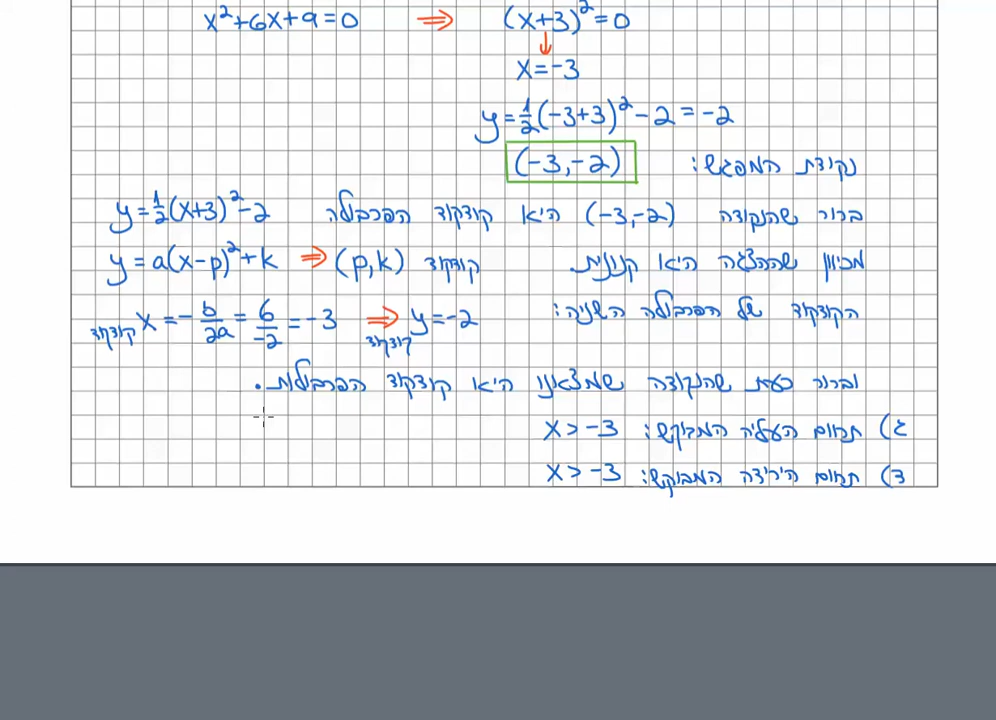 x²+6x+9=0 ⇒ (x+3)²=0
↓
x=-3
y=½(-3+3)²-2=-2
נקודת המפגש: (-3,-2)
ברור שהנקודה (-3,-2) היא קודקוד הפרבולה y=½(x+3)²-2
מכיוון שההצגה היא קנונית. קודקוד (p,k) ⇐ y=a(x-p)²+k
הקודקוד של הפרבולה השניה: x קודקוד = -b/2a = 6/-2 = -3 ⇒ y קודקוד = -2
וברור כעת שהנקודה שמצאנו היא קודקוד הפרבולות.
ג) תחום העליה המבוקש: x > -3
ד) תחום הירידה המבוקש: x > -3